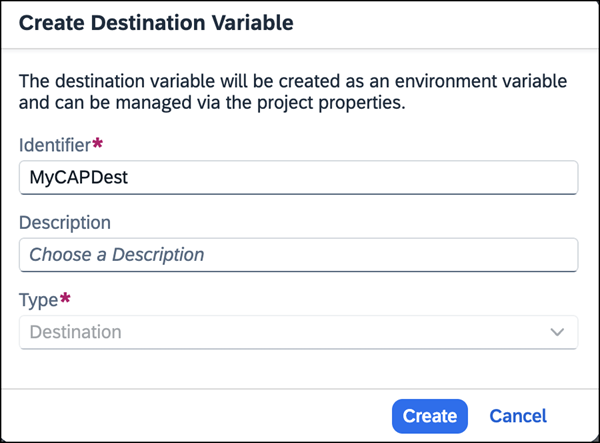 Create Destination Variable
The destination variable will be created as an environment variable
and can be managed via the project properties.
Identifier*
MyCAPDest
Description
Choose a Description
Type*
Destination
Create Cancel